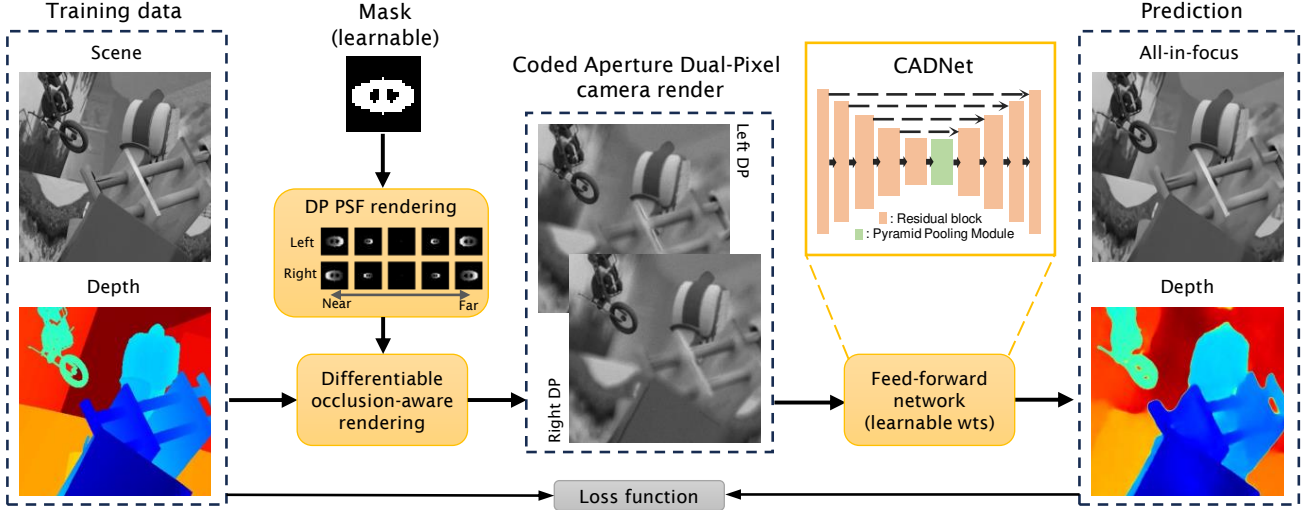 Training data
Scene
Depth
Mask
(learnable)
DP PSF rendering
Left
Right
Near
Far
Differentiable
occlusion-aware
rendering
Coded Aperture Dual-Pixel
camera render
Left DP
Right DP
CADNet
: Residual block
: Pyramid Pooling Module
Feed-forward
network
(learnable wts)
Prediction
All-in-focus
Depth
Loss function